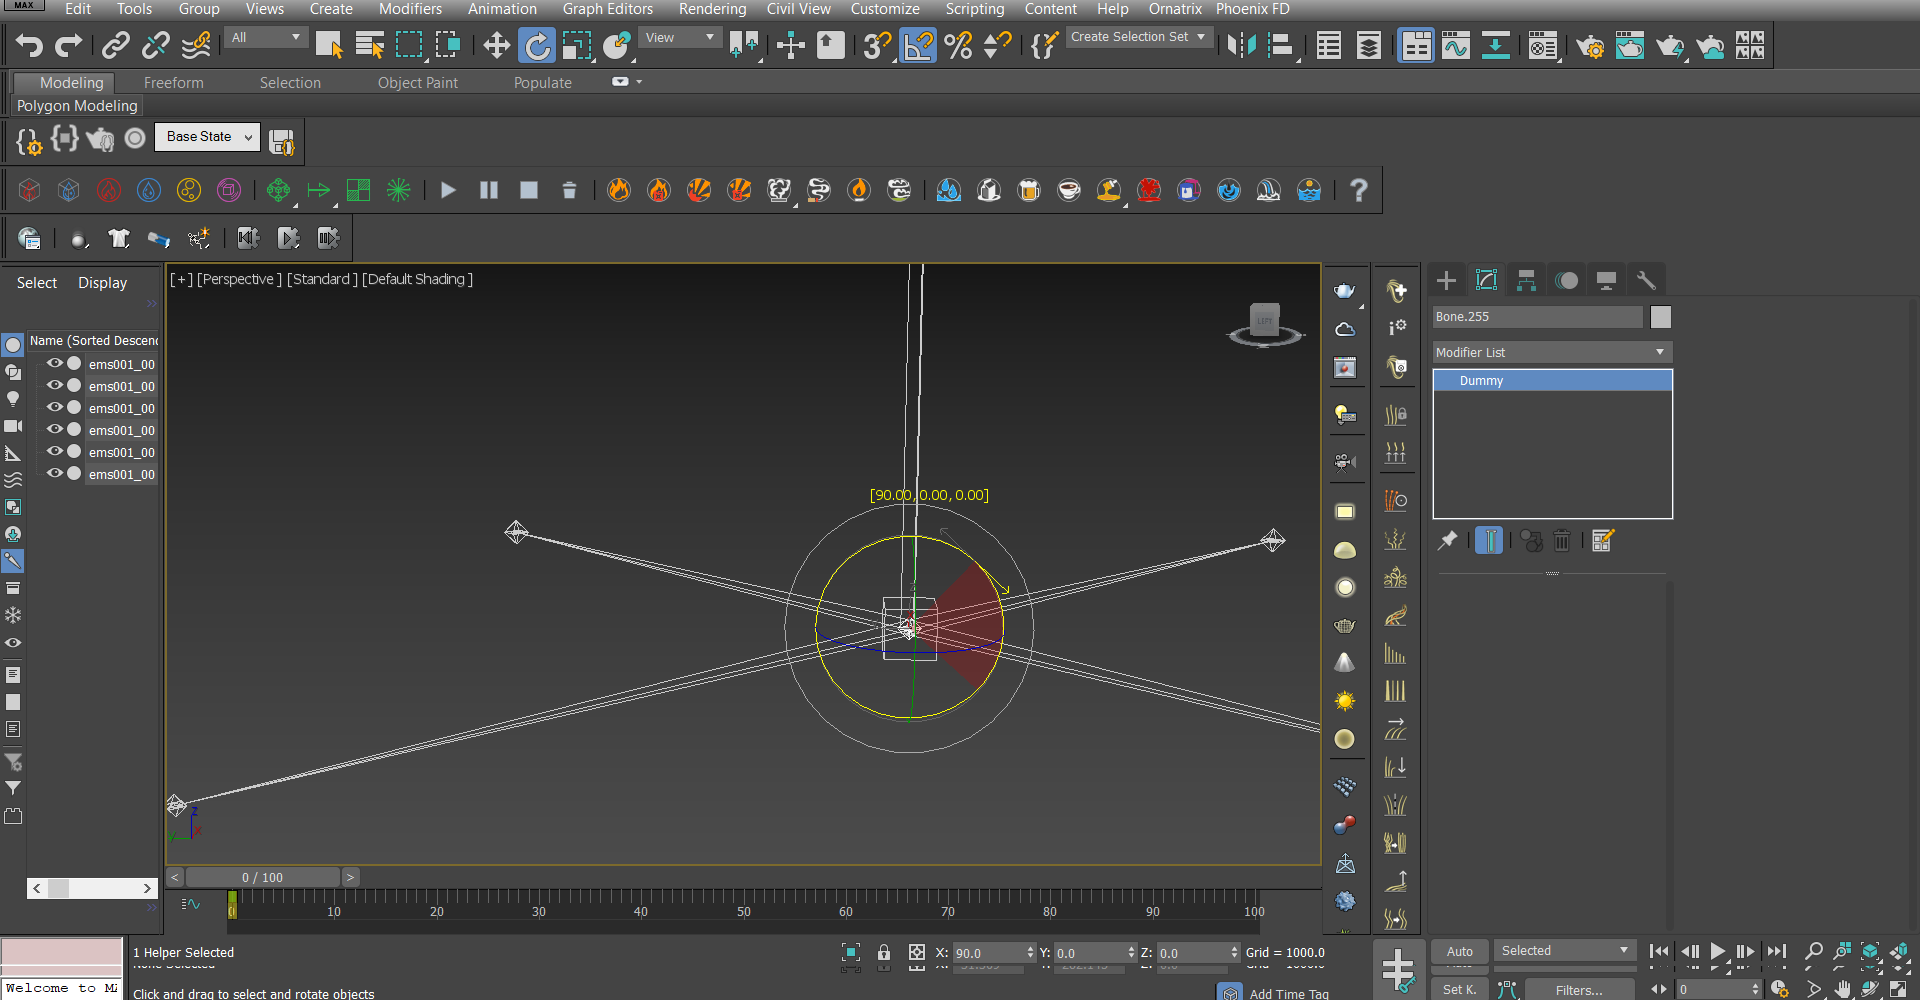 MAX
Edit Tools Group Views Create Modifiers Animation Graph Editors Rendering Civil View Customize Scripting Content Help Ornatrix Phoenix FD
All View Create Selection Set
Modeling Freeform Selection Object Paint Populate
Polygon Modeling
Base State
Select Display
[+] [Perspective ] [Standard ] [Default Shading ]
LEFT
Bone.255
Name (Sorted Descend
Modifier List
ems001_00
Dummy
ems001_00
ems001_00
ems001_00
ems001_00
ems001_00
[90.00, 0.00, 0.00]
z
y x
< 0 / 100 >
0 10 20 30 40 50 60 70 80 90 100
1 Helper Selected X: 90.0 Y: 0.0 Z: 0.0 Grid = 1000.0 Auto Selected
Welcome to MA
Click and drag to select and rotate objects Add Time Tag Set K. Filters... 0